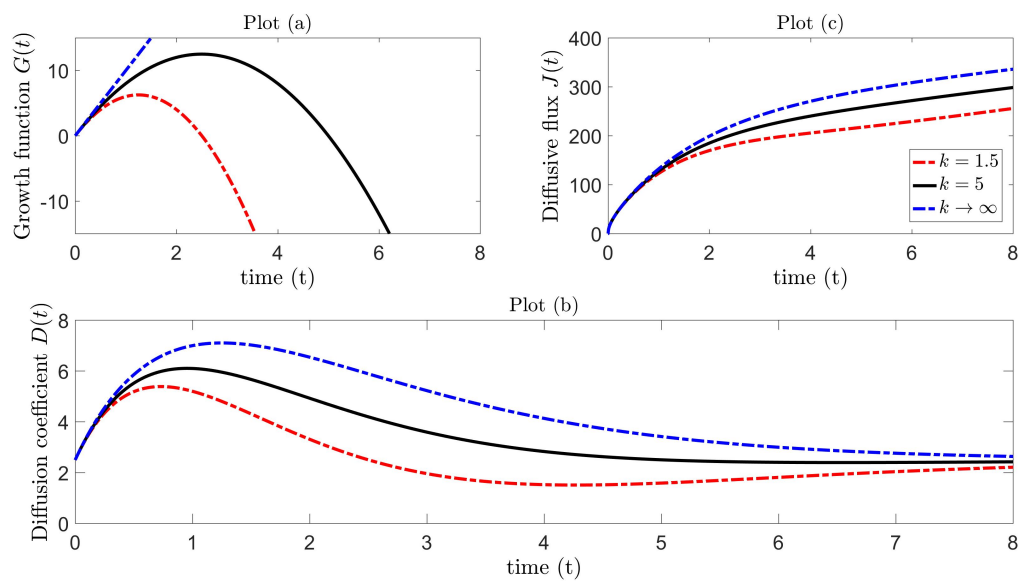 Plot (a)
Growth function G(t)
10
0
-10
0 2 4 6 8
time (t)
Plot (c)
Diffusive flux J(t)
400
300
200
100
0
k = 1.5
k = 5
k → ∞
0 2 4 6 8
time (t)
Plot (b)
Diffusion coefficient D(t)
8
6
4
2
0
0 1 2 3 4 5 6 7 8
time (t)